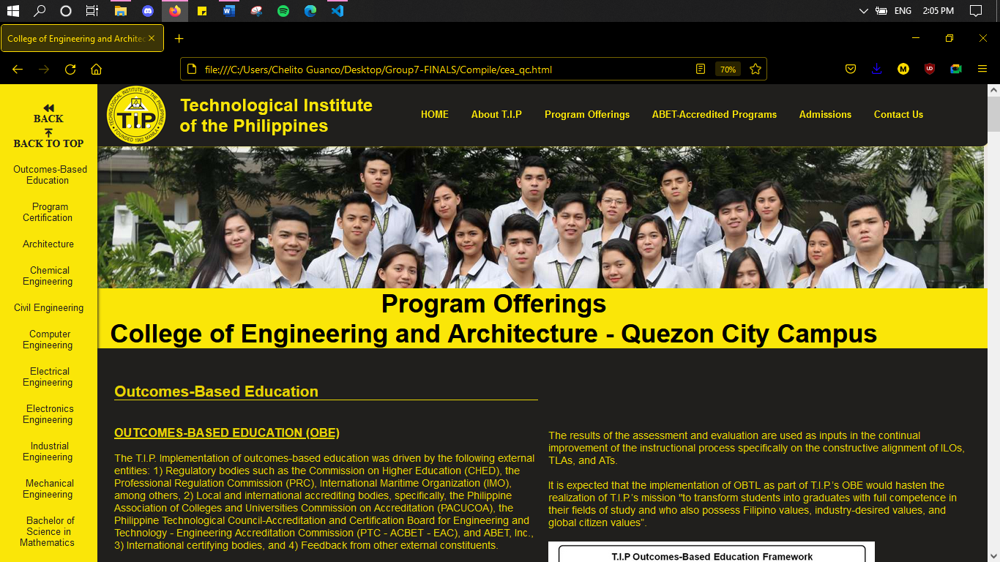 ENG 2:05 PM
College of Engineering and Architec
file:///C:/Users/Chelito Guanco/Desktop/Group7-FINALS/Compile/cea_qc.html 70%
BACK
BACK TO TOP
Outcomes-Based
Education
Program
Certification
Architecture
Chemical
Engineering
Civil Engineering
Computer
Engineering
Electrical
Engineering
Electronics
Engineering
Industrial
Engineering
Mechanical
Engineering
Bachelor of
Science in
Mathematics
TECHNOLOGICAL INSTITUTE OF THE PHILIPPINES
T.I.P
FOUNDED 1962 MANILA
Technological Institute
of the Philippines
HOME About T.I.P Program Offerings ABET-Accredited Programs Admissions Contact Us
Program Offerings
College of Engineering and Architecture - Quezon City Campus
Outcomes-Based Education
OUTCOMES-BASED EDUCATION (OBE)
The T.I.P. Implementation of outcomes-based education was driven by the following external
entities: 1) Regulatory bodies such as the Commission on Higher Education (CHED), the
Professional Regulation Commission (PRC), International Maritime Organization (IMO),
among others, 2) Local and international accrediting bodies, specifically, the Philippine
Association of Colleges and Universities Commission on Accreditation (PACUCOA), the
Philippine Technological Council-Accreditation and Certification Board for Engineering and
Technology - Engineering Accreditation Commission (PTC - ACBET - EAC), and ABET, Inc.,
3) International certifying bodies, and 4) Feedback from other external constituents.
The results of the assessment and evaluation are used as inputs in the continual
improvement of the instructional process specifically on the constructive alignment of ILOs,
TLAs, and ATs.
It is expected that the implementation of OBTL as part of T.I.P.'s OBE would hasten the
realization of T.I.P.'s mission "to transform students into graduates with full competence in
their fields of study and who also possess Filipino values, industry-desired values, and
global citizen values”.
T.I.P Outcomes-Based Education Framework